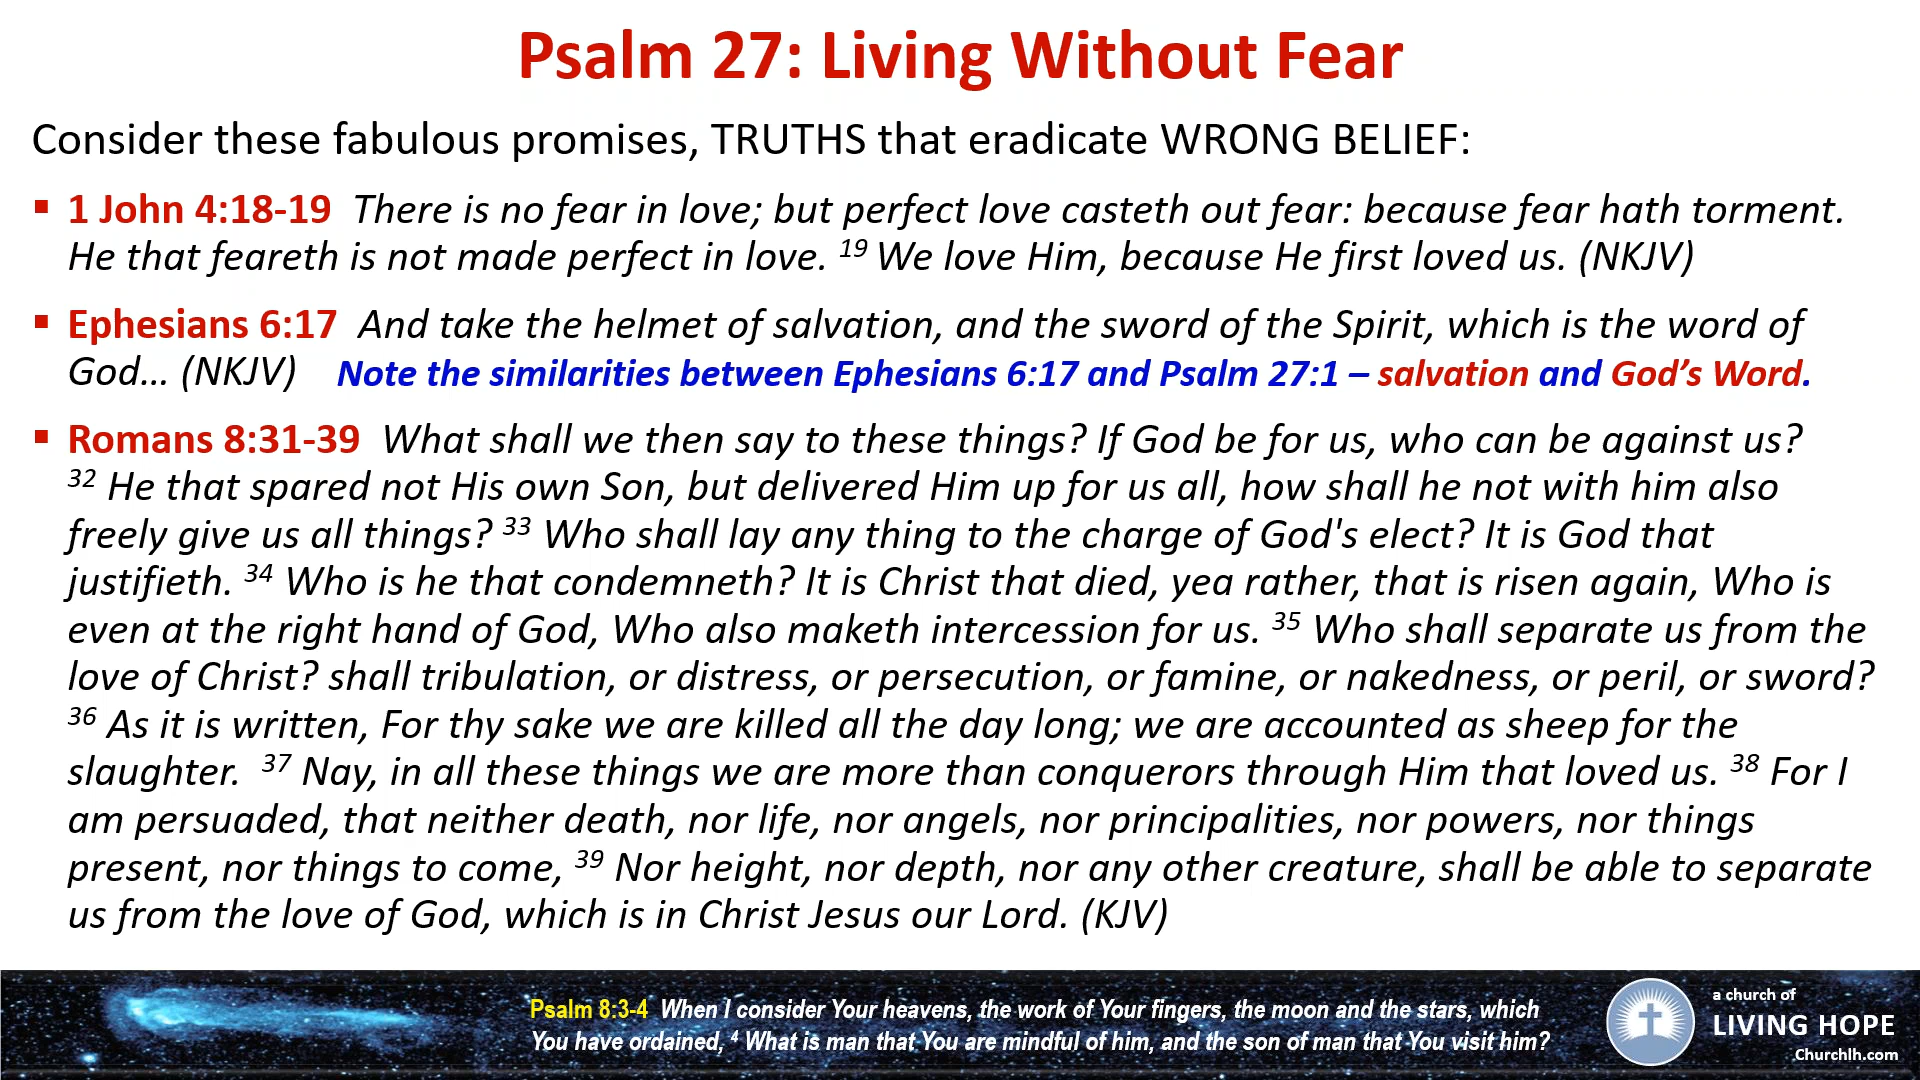 Psalm 27: Living Without Fear
Consider these fabulous promises, TRUTHS that eradicate WRONG BELIEF:
▪ 1 John 4:18-19 There is no fear in love; but perfect love casteth out fear: because fear hath torment.
He that feareth is not made perfect in love. 19 We love Him, because He first loved us. (NKJV)
▪ Ephesians 6:17 And take the helmet of salvation, and the sword of the Spirit, which is the word of
God… (NKJV) Note the similarities between Ephesians 6:17 and Psalm 27:1 – salvation and God’s Word.
▪ Romans 8:31-39 What shall we then say to these things? If God be for us, who can be against us?
32 He that spared not His own Son, but delivered Him up for us all, how shall he not with him also
freely give us all things? 33 Who shall lay any thing to the charge of God's elect? It is God that
justifieth. 34 Who is he that condemneth? It is Christ that died, yea rather, that is risen again, Who is
even at the right hand of God, Who also maketh intercession for us. 35 Who shall separate us from the
love of Christ? shall tribulation, or distress, or persecution, or famine, or nakedness, or peril, or sword?
36 As it is written, For thy sake we are killed all the day long; we are accounted as sheep for the
slaughter. 37 Nay, in all these things we are more than conquerors through Him that loved us. 38 For I
am persuaded, that neither death, nor life, nor angels, nor principalities, nor powers, nor things
present, nor things to come, 39 Nor height, nor depth, nor any other creature, shall be able to separate
us from the love of God, which is in Christ Jesus our Lord. (KJV)
Psalm 8:3-4 When I consider Your heavens, the work of Your fingers, the moon and the stars, which
You have ordained, 4 What is man that You are mindful of him, and the son of man that You visit him?
a church of
LIVING HOPE
Churchlh.com